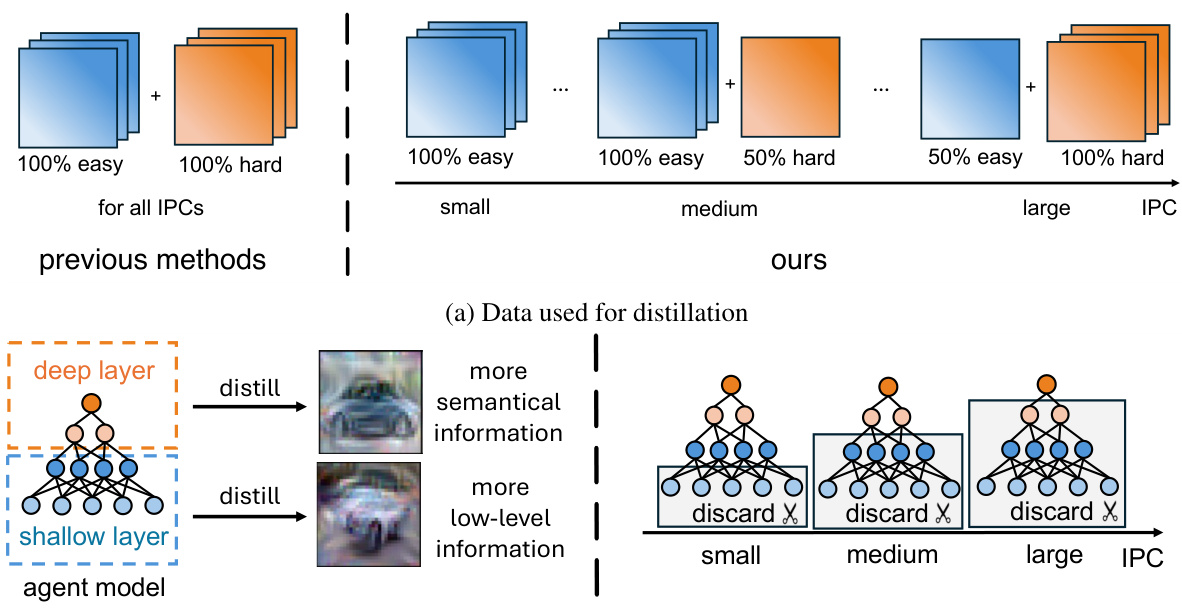 100% easy
+
100% hard
for all IPCs
previous methods
100% easy
...
100% easy
+
50% hard
...
50% easy
+
100% hard
small
medium
large
IPC
ours
(a) Data used for distillation
deep layer
shallow layer
agent model
distill
more
semantical
information
distill
more
low-level
information
discard
discard
discard
small
medium
large
IPC